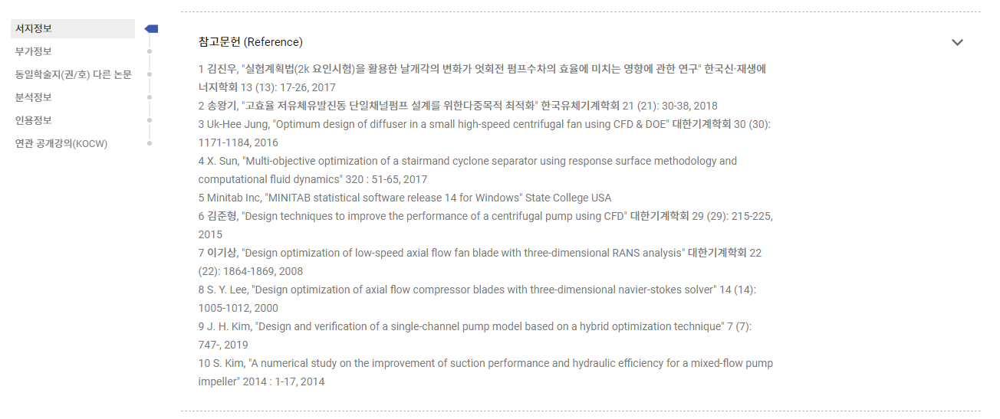 서지정보
부가정보
동일학술지(권/호) 다른 논문
분석정보
인용정보
연관 공개강의(KOCW)
참고문헌 (Reference)
1 김진우, "실험계획법(2k 요인시험)을 활용한 날개각의 변화가 엇회전 펌프수차의 효율에 미치는 영향에 관한 연구" 한국신·재생에
너지학회 13 (13): 17-26, 2017
2 송왕기, "고효율 저유체유발진동 단일채널펌프 설계를 위한다중목적 최적화" 한국유체기계학회 21 (21): 30-38, 2018
3 Uk-Hee Jung, "Optimum design of diffuser in a small high-speed centrifugal fan using CFD & DOE" 대한기계학회 30 (30):
1171-1184, 2016
4 X. Sun, "Multi-objective optimization of a stairmand cyclone separator using response surface methodology and
computational fluid dynamics" 320 : 51-65, 2017
5 Minitab Inc, "MINITAB statistical software release 14 for Windows" State College USA
6 김준형, "Design techniques to improve the performance of a centrifugal pump using CFD" 대한기계학회 29 (29): 215-225,
2015
7 이기상, "Design optimization of low-speed axial flow fan blade with three-dimensional RANS analysis" 대한기계학회 22
(22): 1864-1869, 2008
8 S. Y. Lee, "Design optimization of axial flow compressor blades with three-dimensional navier-stokes solver" 14 (14):
1005-1012, 2000
9 J. H. Kim, "Design and verification of a single-channel pump model based on a hybrid optimization technique" 7 (7):
747-, 2019
10 S. Kim, "A numerical study on the improvement of suction performance and hydraulic efficiency for a mixed-flow pump
impeller" 2014 : 1-17, 2014